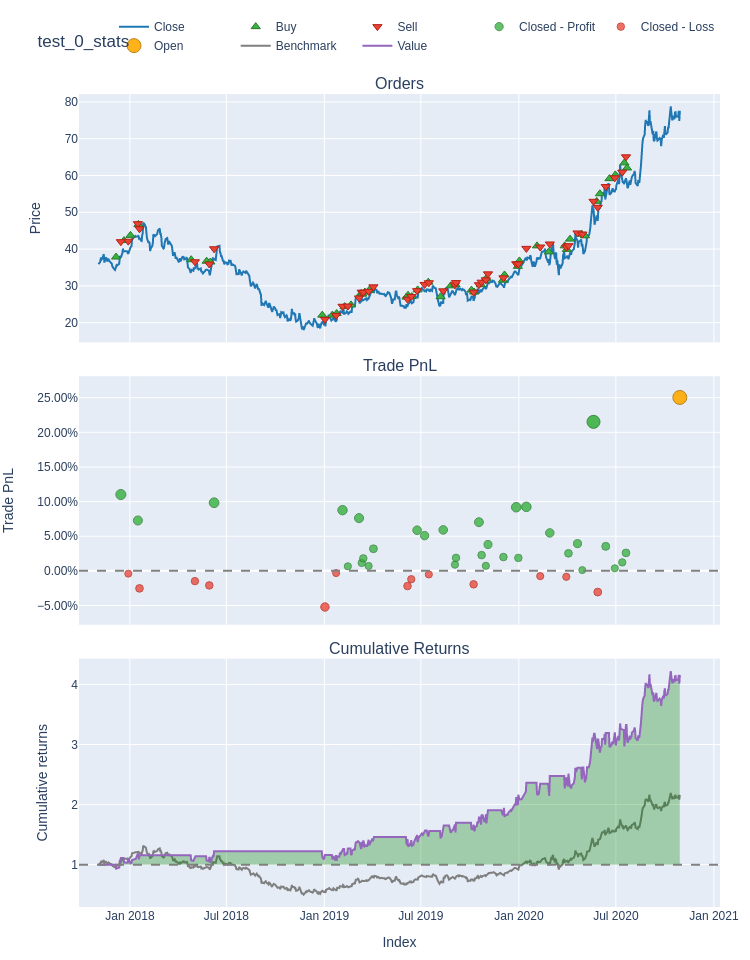 test_0_stats
Close Buy Sell Closed - Profit Closed - Loss
Open Benchmark Value
Orders
80
70
60
50
40
30
20
Price
Trade PnL
25.00%
20.00%
15.00%
10.00%
5.00%
0.00%
−5.00%
Trade PnL
Cumulative Returns
4
3
2
1
Cumulative returns
Jan 2018 Jul 2018 Jan 2019 Jul 2019 Jan 2020 Jul 2020 Jan 2021
Index